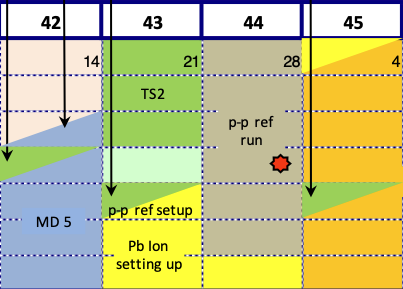 42 43 44 45
14 21 28 4
TS2
p-p ref
run
p-p ref setup
MD 5
Pb Ion
setting up